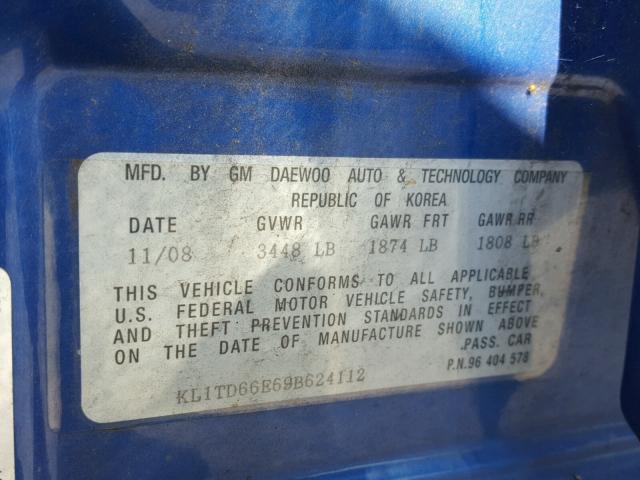 MFD. BY GM DAEWOO AUTO & TECHNOLOGY COMPANY
REPUBLIC OF KOREA
DATE GVWR GAWR FRT GAWR RR
11/08 3448 LB 1874 LB 1808 LB
THIS VEHICLE CONFORMS TO ALL APPLICABLE
U.S. FEDERAL MOTOR VEHICLE SAFETY, BUMPER,
AND THEFT PREVENTION STANDARDS IN EFFECT
ON THE DATE OF MANUFACTURE SHOWN ABOVE
.PASS. CAR
P.N.96 404 578
KL1TD66E69B624112